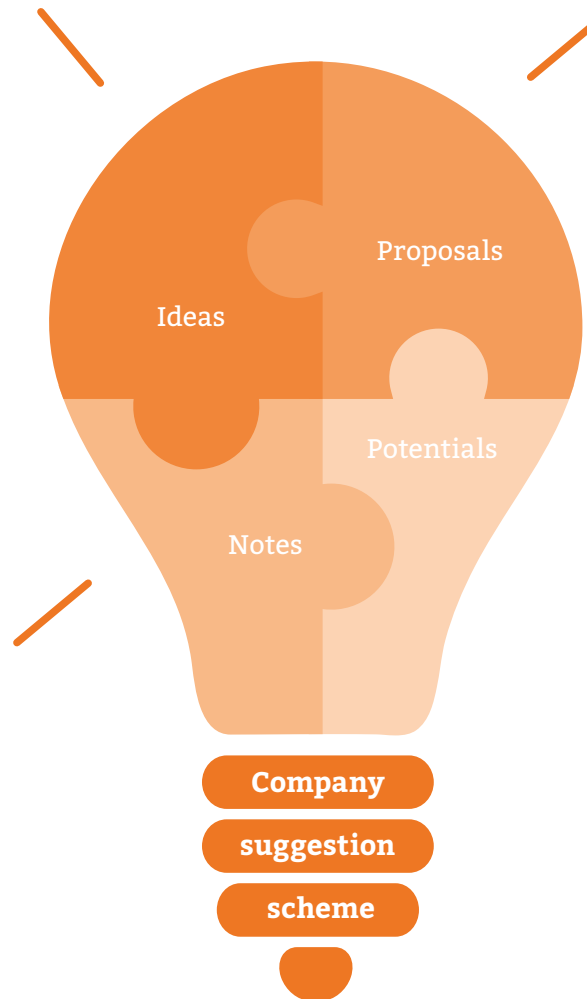 Proposals
Ideas
Potentials
Notes
Company
suggestion
scheme